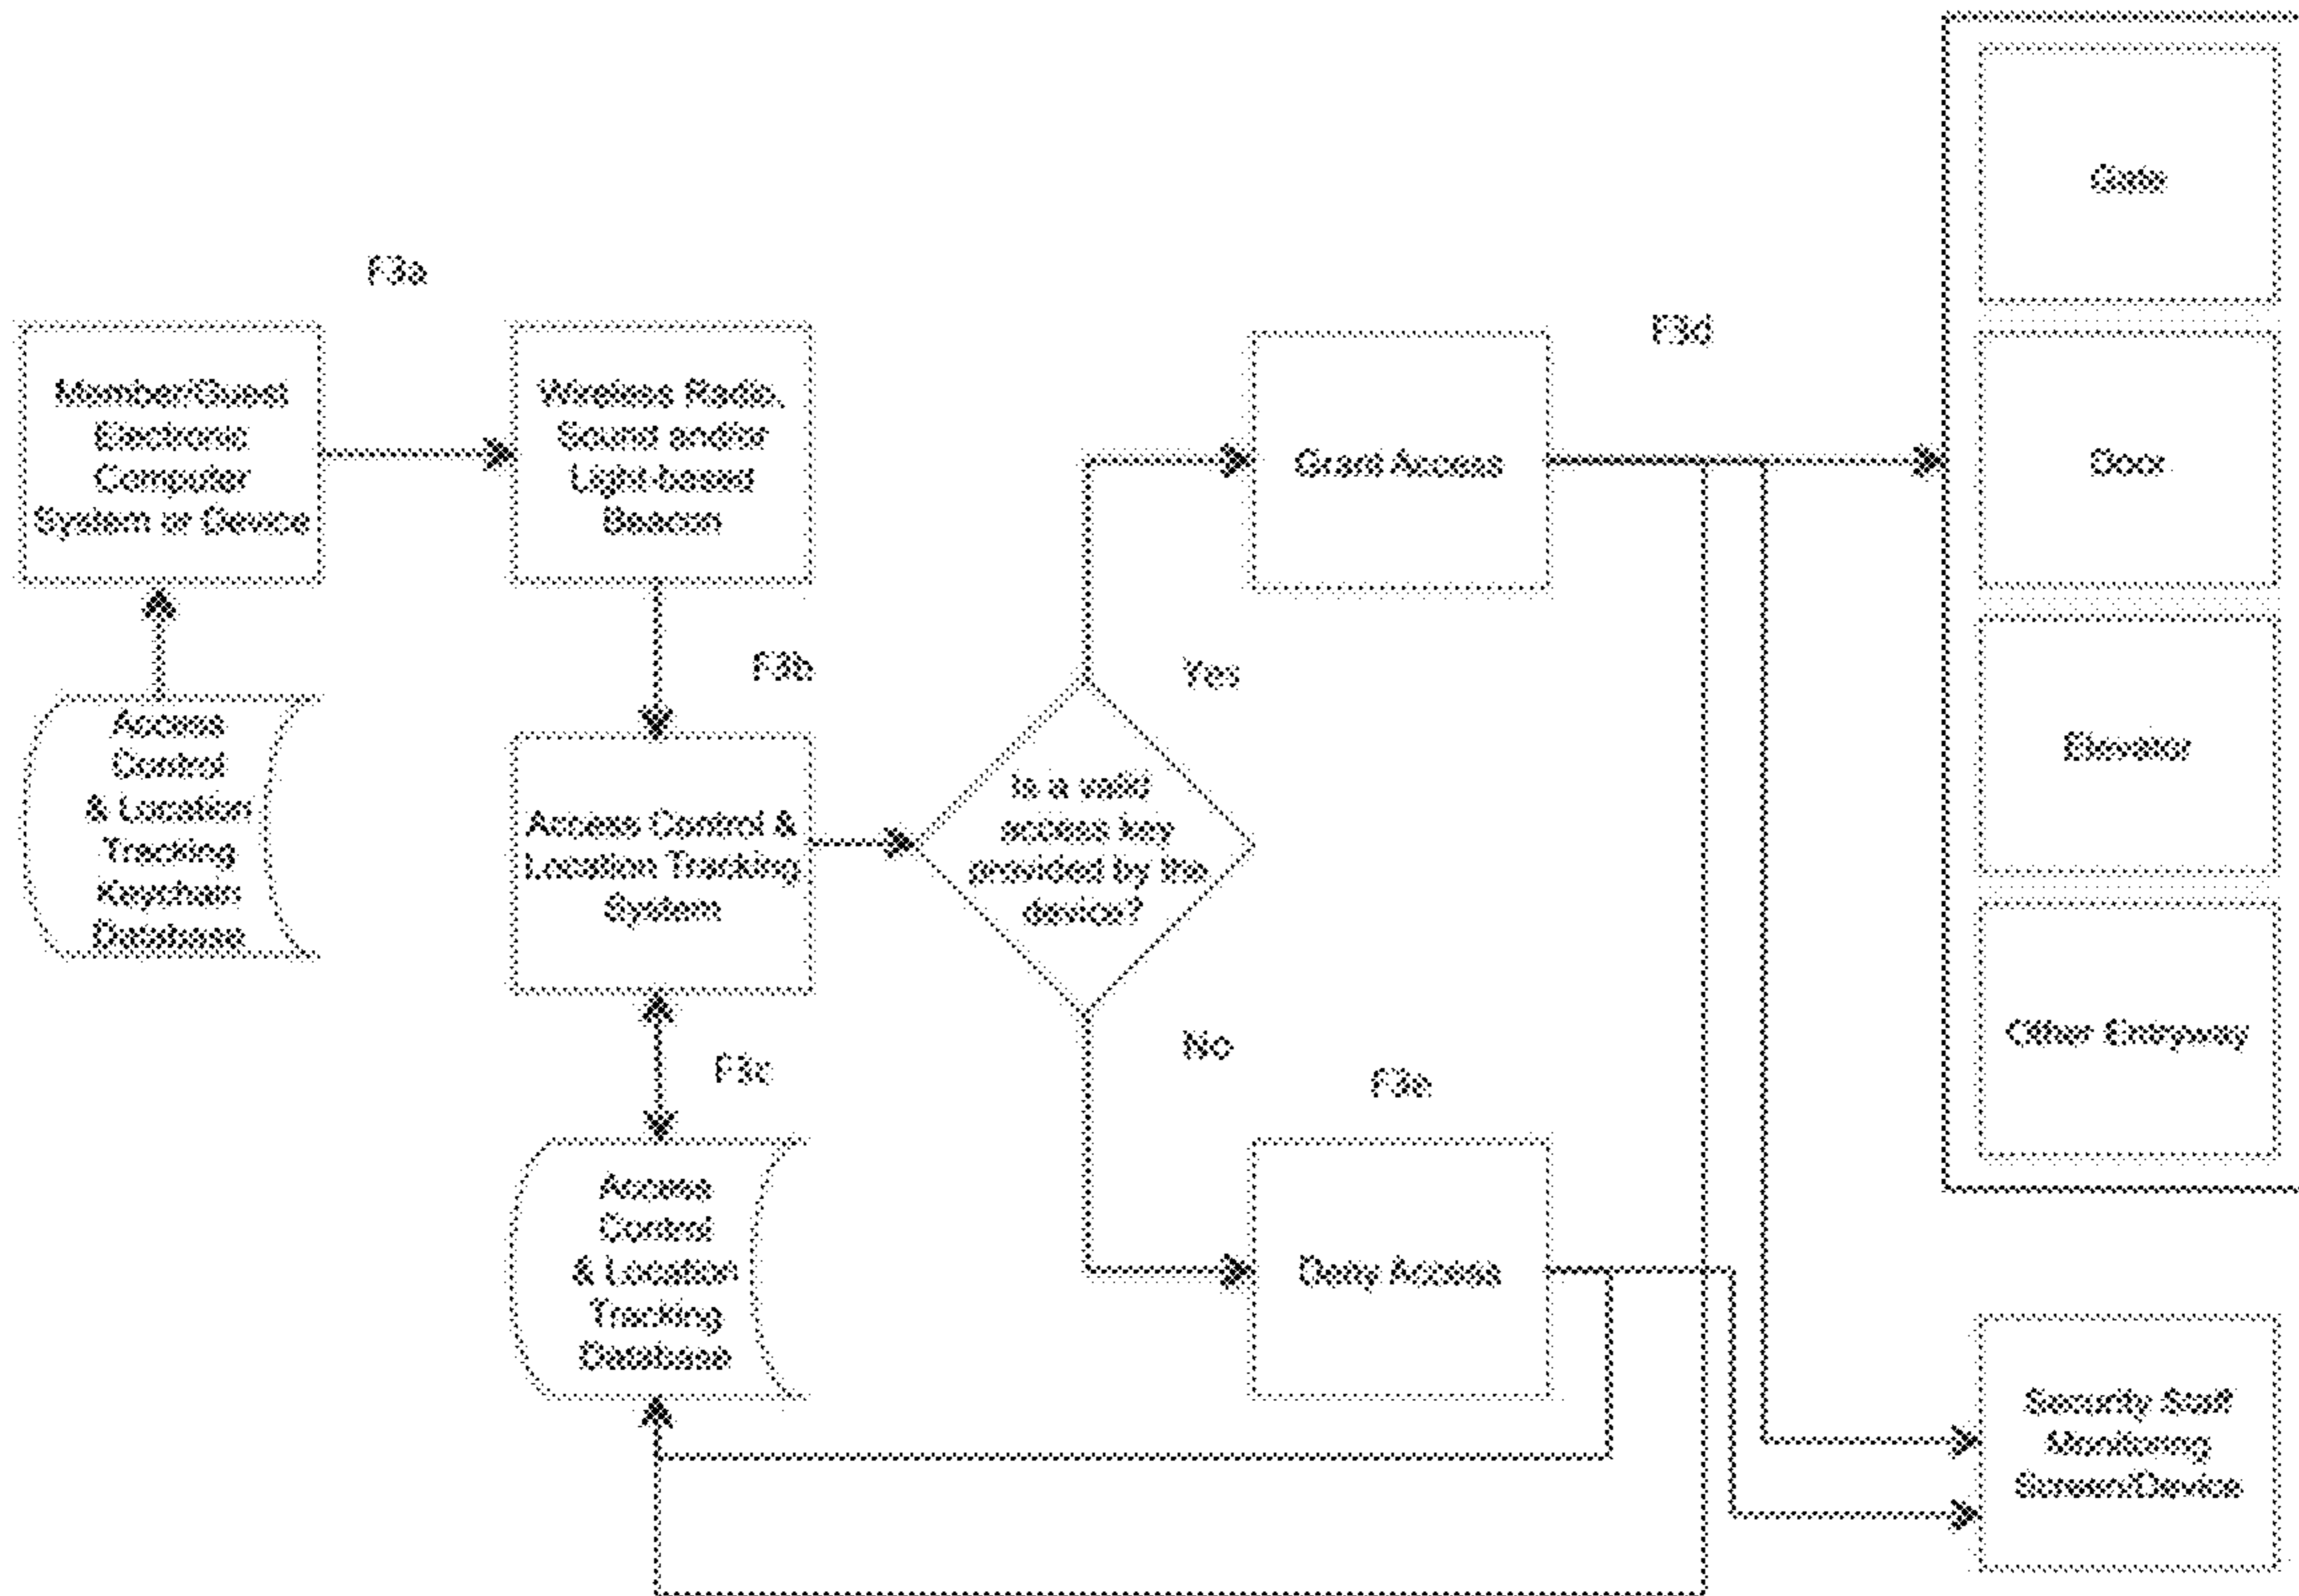 F3a
Member/Guest
Electronic
Computer
System or Device
Wireless Radio,
Sound and/or
Light-based
Beacon
Access
Control
& Location
Tracking
Keychain
Database
F3b
Access Control &
Location Tracking
System
F3c
Access
Control
& Location
Tracking
Database
Is a valid
access key
provided by the
device?
Yes
No
Grant Access
F3d
F3e
Deny Access
Gate
Door
Elevator
Other Entryway
Security Staff
Monitoring
Screen/Device